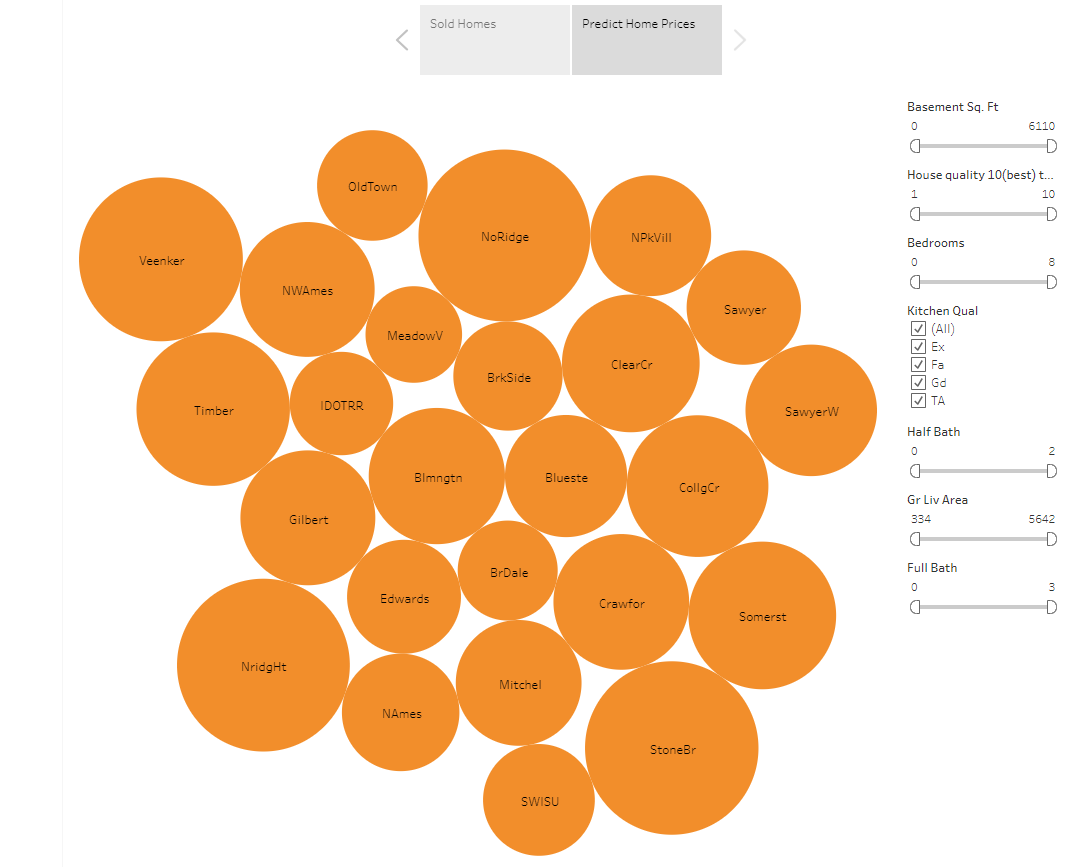 Sold Homes
Predict Home Prices
Basement Sq. Ft
0 6110
House quality 10(best) t...
1 10
Bedrooms
0 8
Kitchen Qual
(All)
Ex
Fa
Gd
TA
Half Bath
0 2
Gr Liv Area
334 5642
Full Bath
0 3
OldTown
NoRidge
NPkVill
Veenker
NWAmes
Sawyer
MeadowV
ClearCr
BrkSide
Timber
IDOTRR
SawyerW
Blmngtn
Blueste
CollgCr
Gilbert
BrDale
Edwards
Crawfor
Somerst
NridgHt
Mitchel
NAmes
StoneBr
SWISU